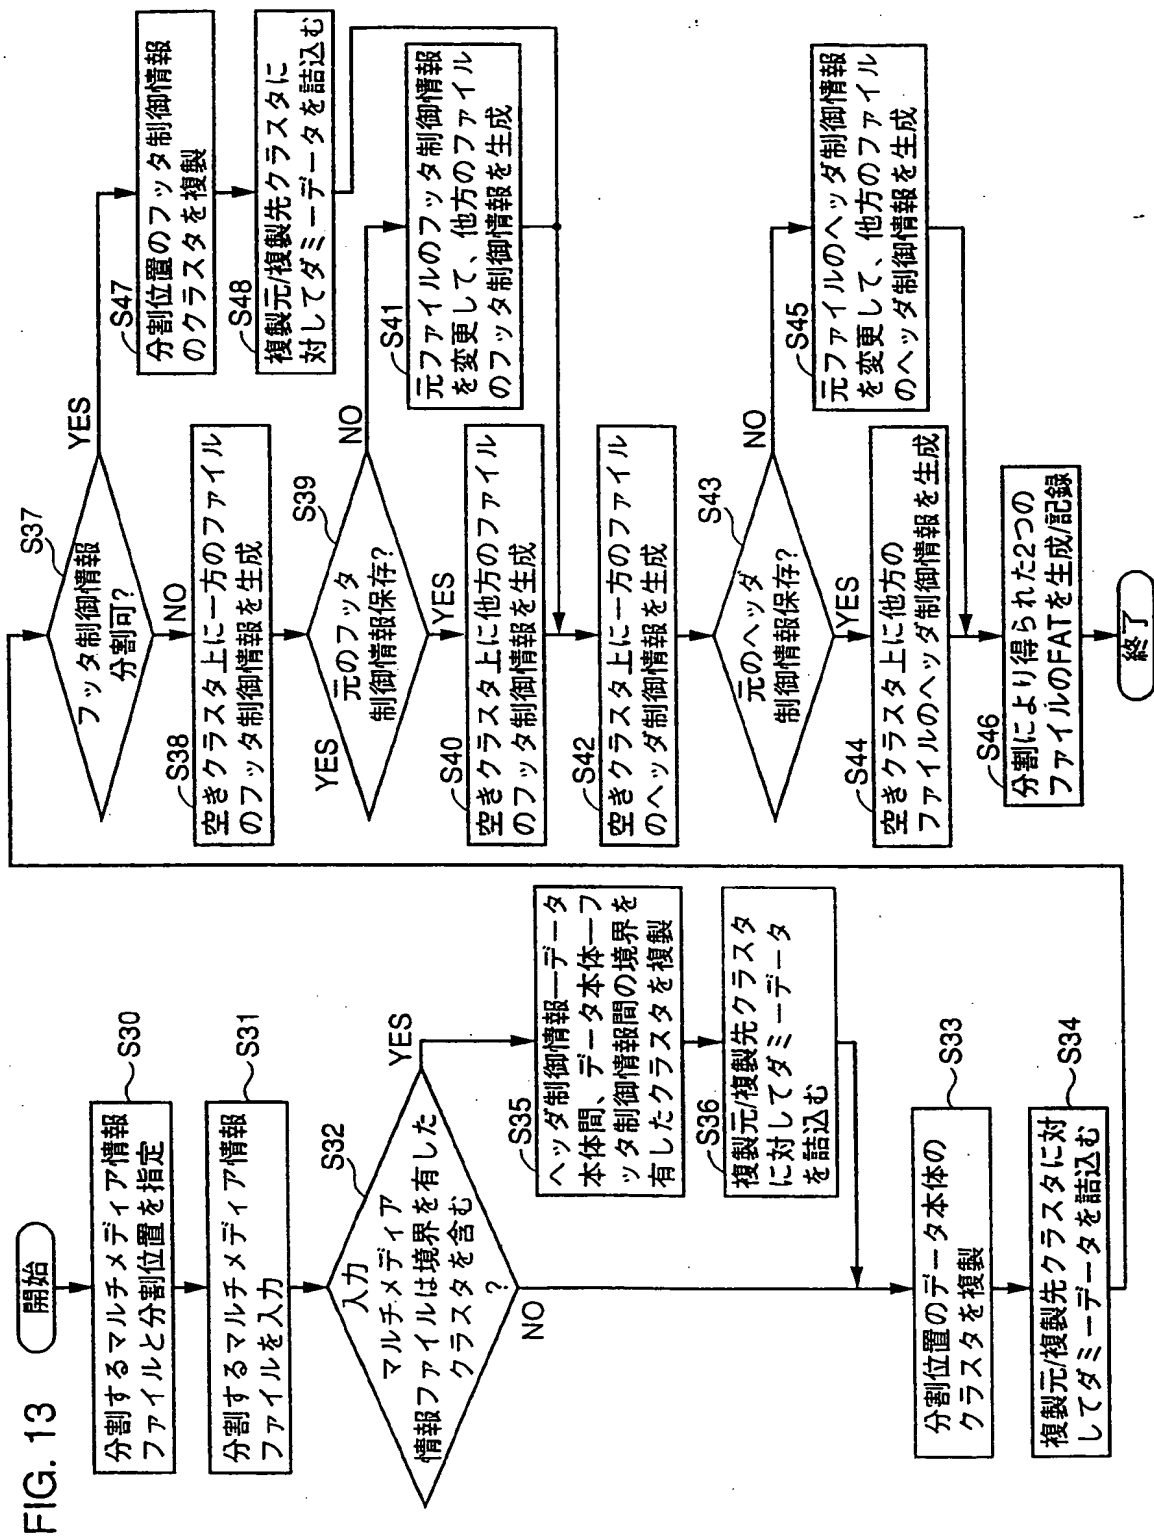 FIG. 13
開始
S30
分割するマルチメディア情報
ファイルと分割位置を指定
S31
分割するマルチメディア情報
ファイルを入力
S32
入力
マルチメディア
情報ファイルは境界を有した
クラスタを含む
?
YES
NO
S35
ヘッダ制御情報―データ
本体間、データ本体―フ
ッタ制御情報間の境界を
有したクラスタを複製
S36
複製元/複製先クラスタ
に対してダミーデータ
を詰込む
S33
分割位置のデータ本体の
クラスタを複製
S34
複製元/複製先クラスタに対
してダミーデータを詰込む
S37
フッタ制御情報
分割可?
YES
NO
S47
分割位置のフッタ制御情報
のクラスタを複製
S48
複製元/複製先クラスタに
対してダミーデータを詰込む
S38
空きクラスタ上に一方のファイル
のフッタ制御情報を生成
S39
元のフッタ
制御情報保存?
YES
NO
YES
S41
元ファイルのフッタ制御情報
を変更して、他方のファイル
のフッタ制御情報を生成
S40
空きクラスタ上に他方のファイル
のフッタ制御情報を生成
S42
空きクラスタ上に一方のファイル
のヘッダ制御情報を生成
S43
元のヘッダ
制御情報保存?
NO
YES
S45
元ファイルのヘッダ制御情報
を変更して、他方のファイル
のヘッダ制御情報を生成
S44
空きクラスタ上に他方の
ファイルのヘッダ制御情報を生成
S46
分割により得られた2つの
ファイルのFATを生成/記録
終了